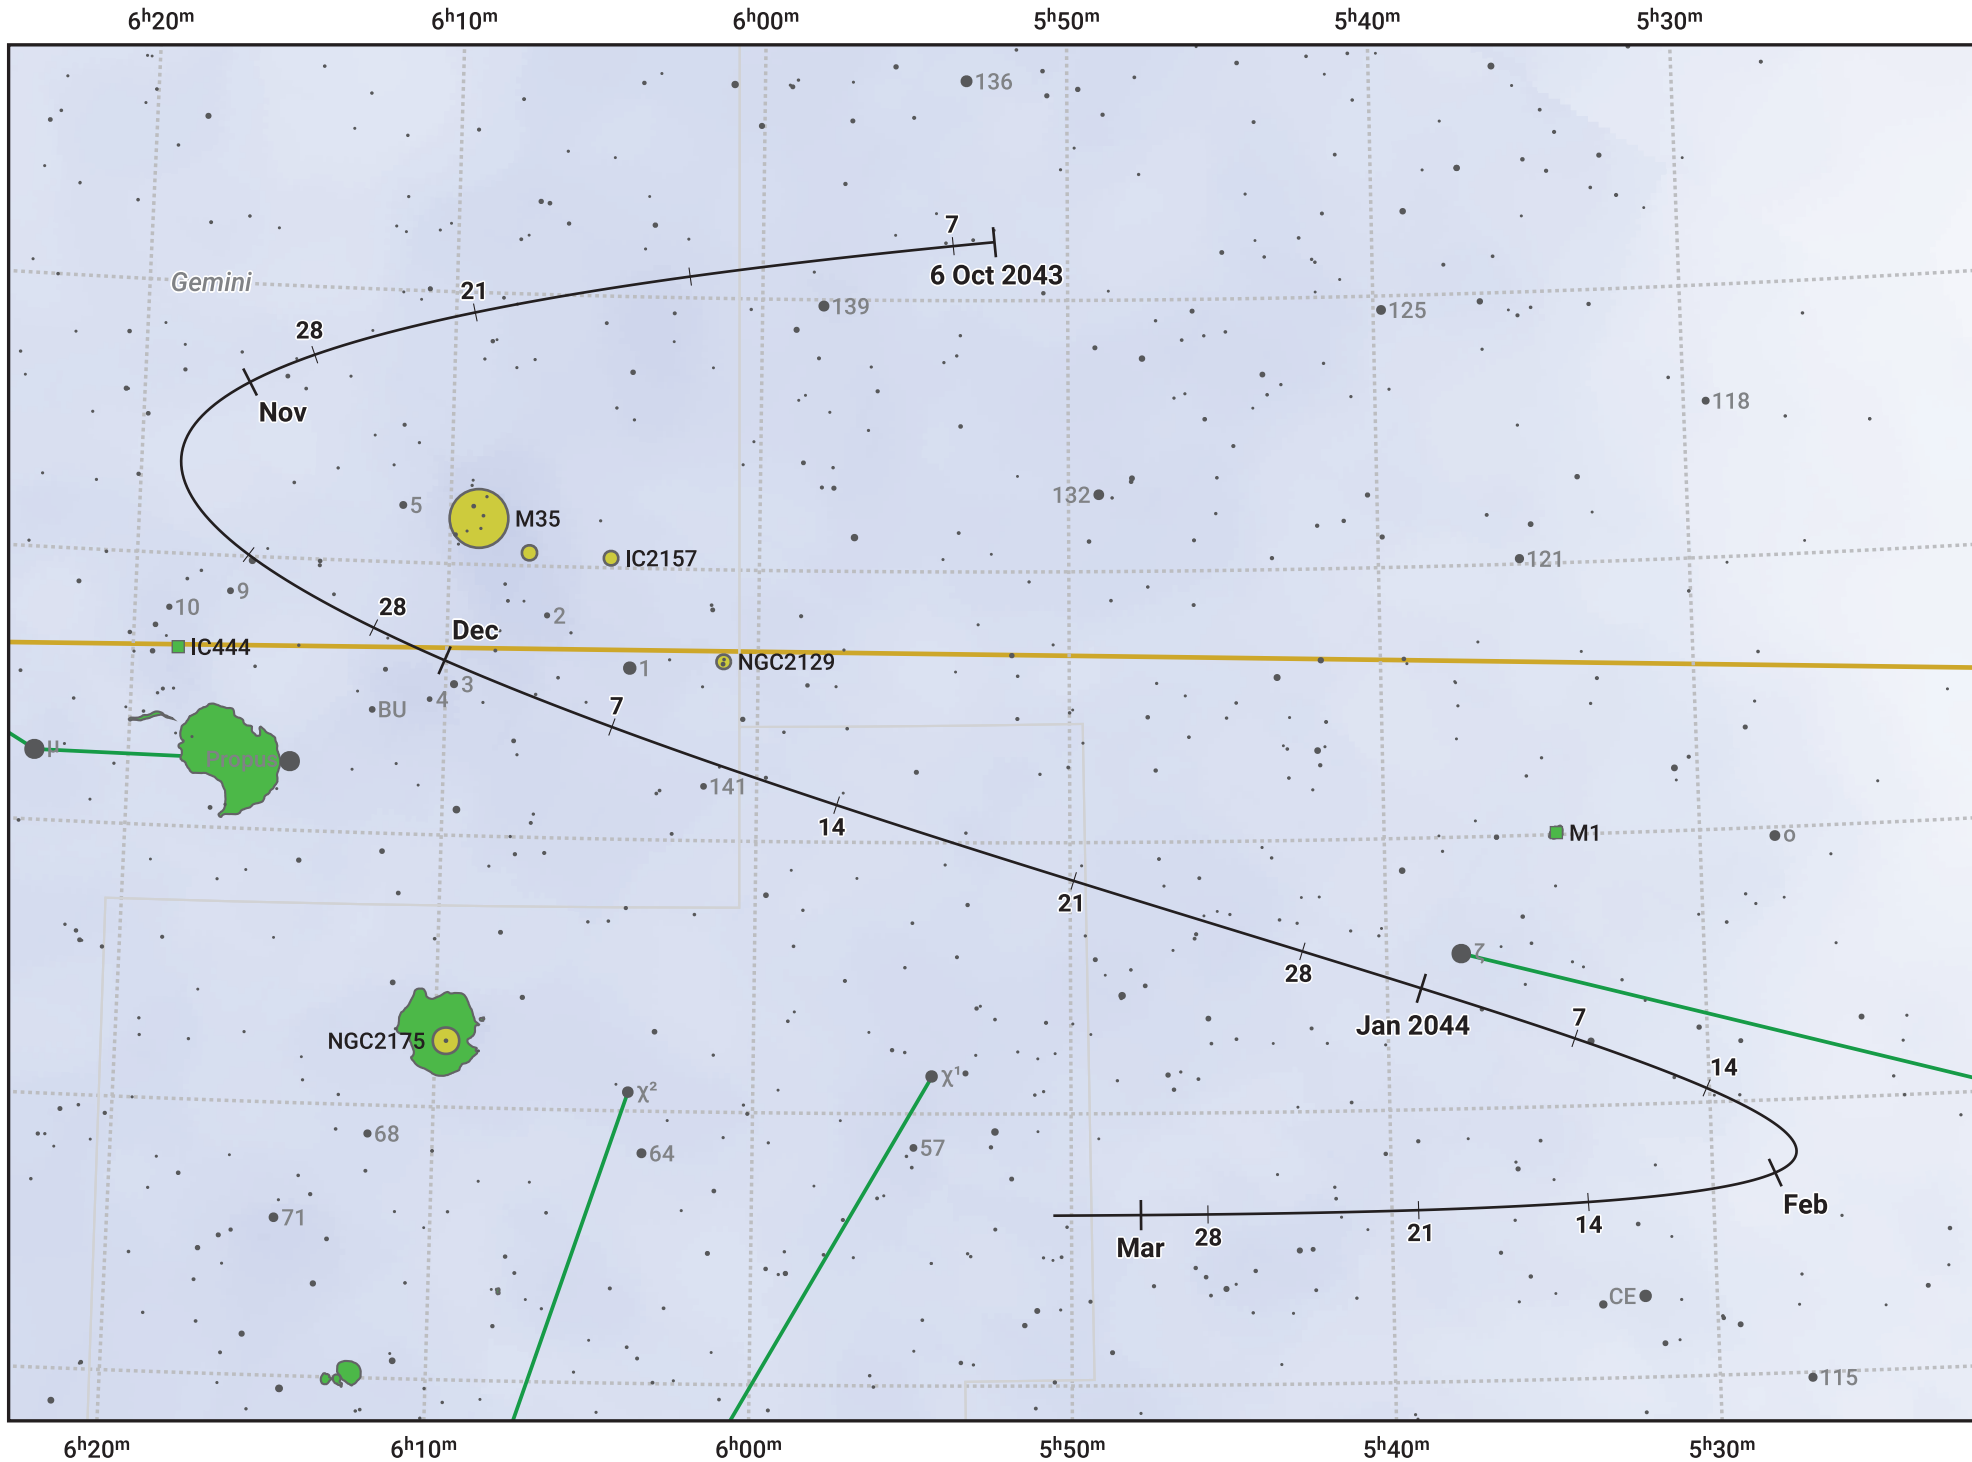 6ʰ20ᵐ 6ʰ10ᵐ 6ʰ00ᵐ 5ʰ50ᵐ 5ʰ40ᵐ 5ʰ30ᵐ
136
7
6 Oct 2043
Gemini
21
139
125
28
118
Nov
132
5
M35
IC2157
121
9
10
28
2
Dec
IC444
1
NGC2129
3
4
BU
7
μ
Propus
141
14
M1
ο
21
ζ
28
Jan 2044
7
NGC2175
14
χ¹
χ²
68
64
57
71
Feb
14
21
28
Mar
CE
115
6ʰ20ᵐ 6ʰ10ᵐ 6ʰ00ᵐ 5ʰ50ᵐ 5ʰ40ᵐ 5ʰ30ᵐ